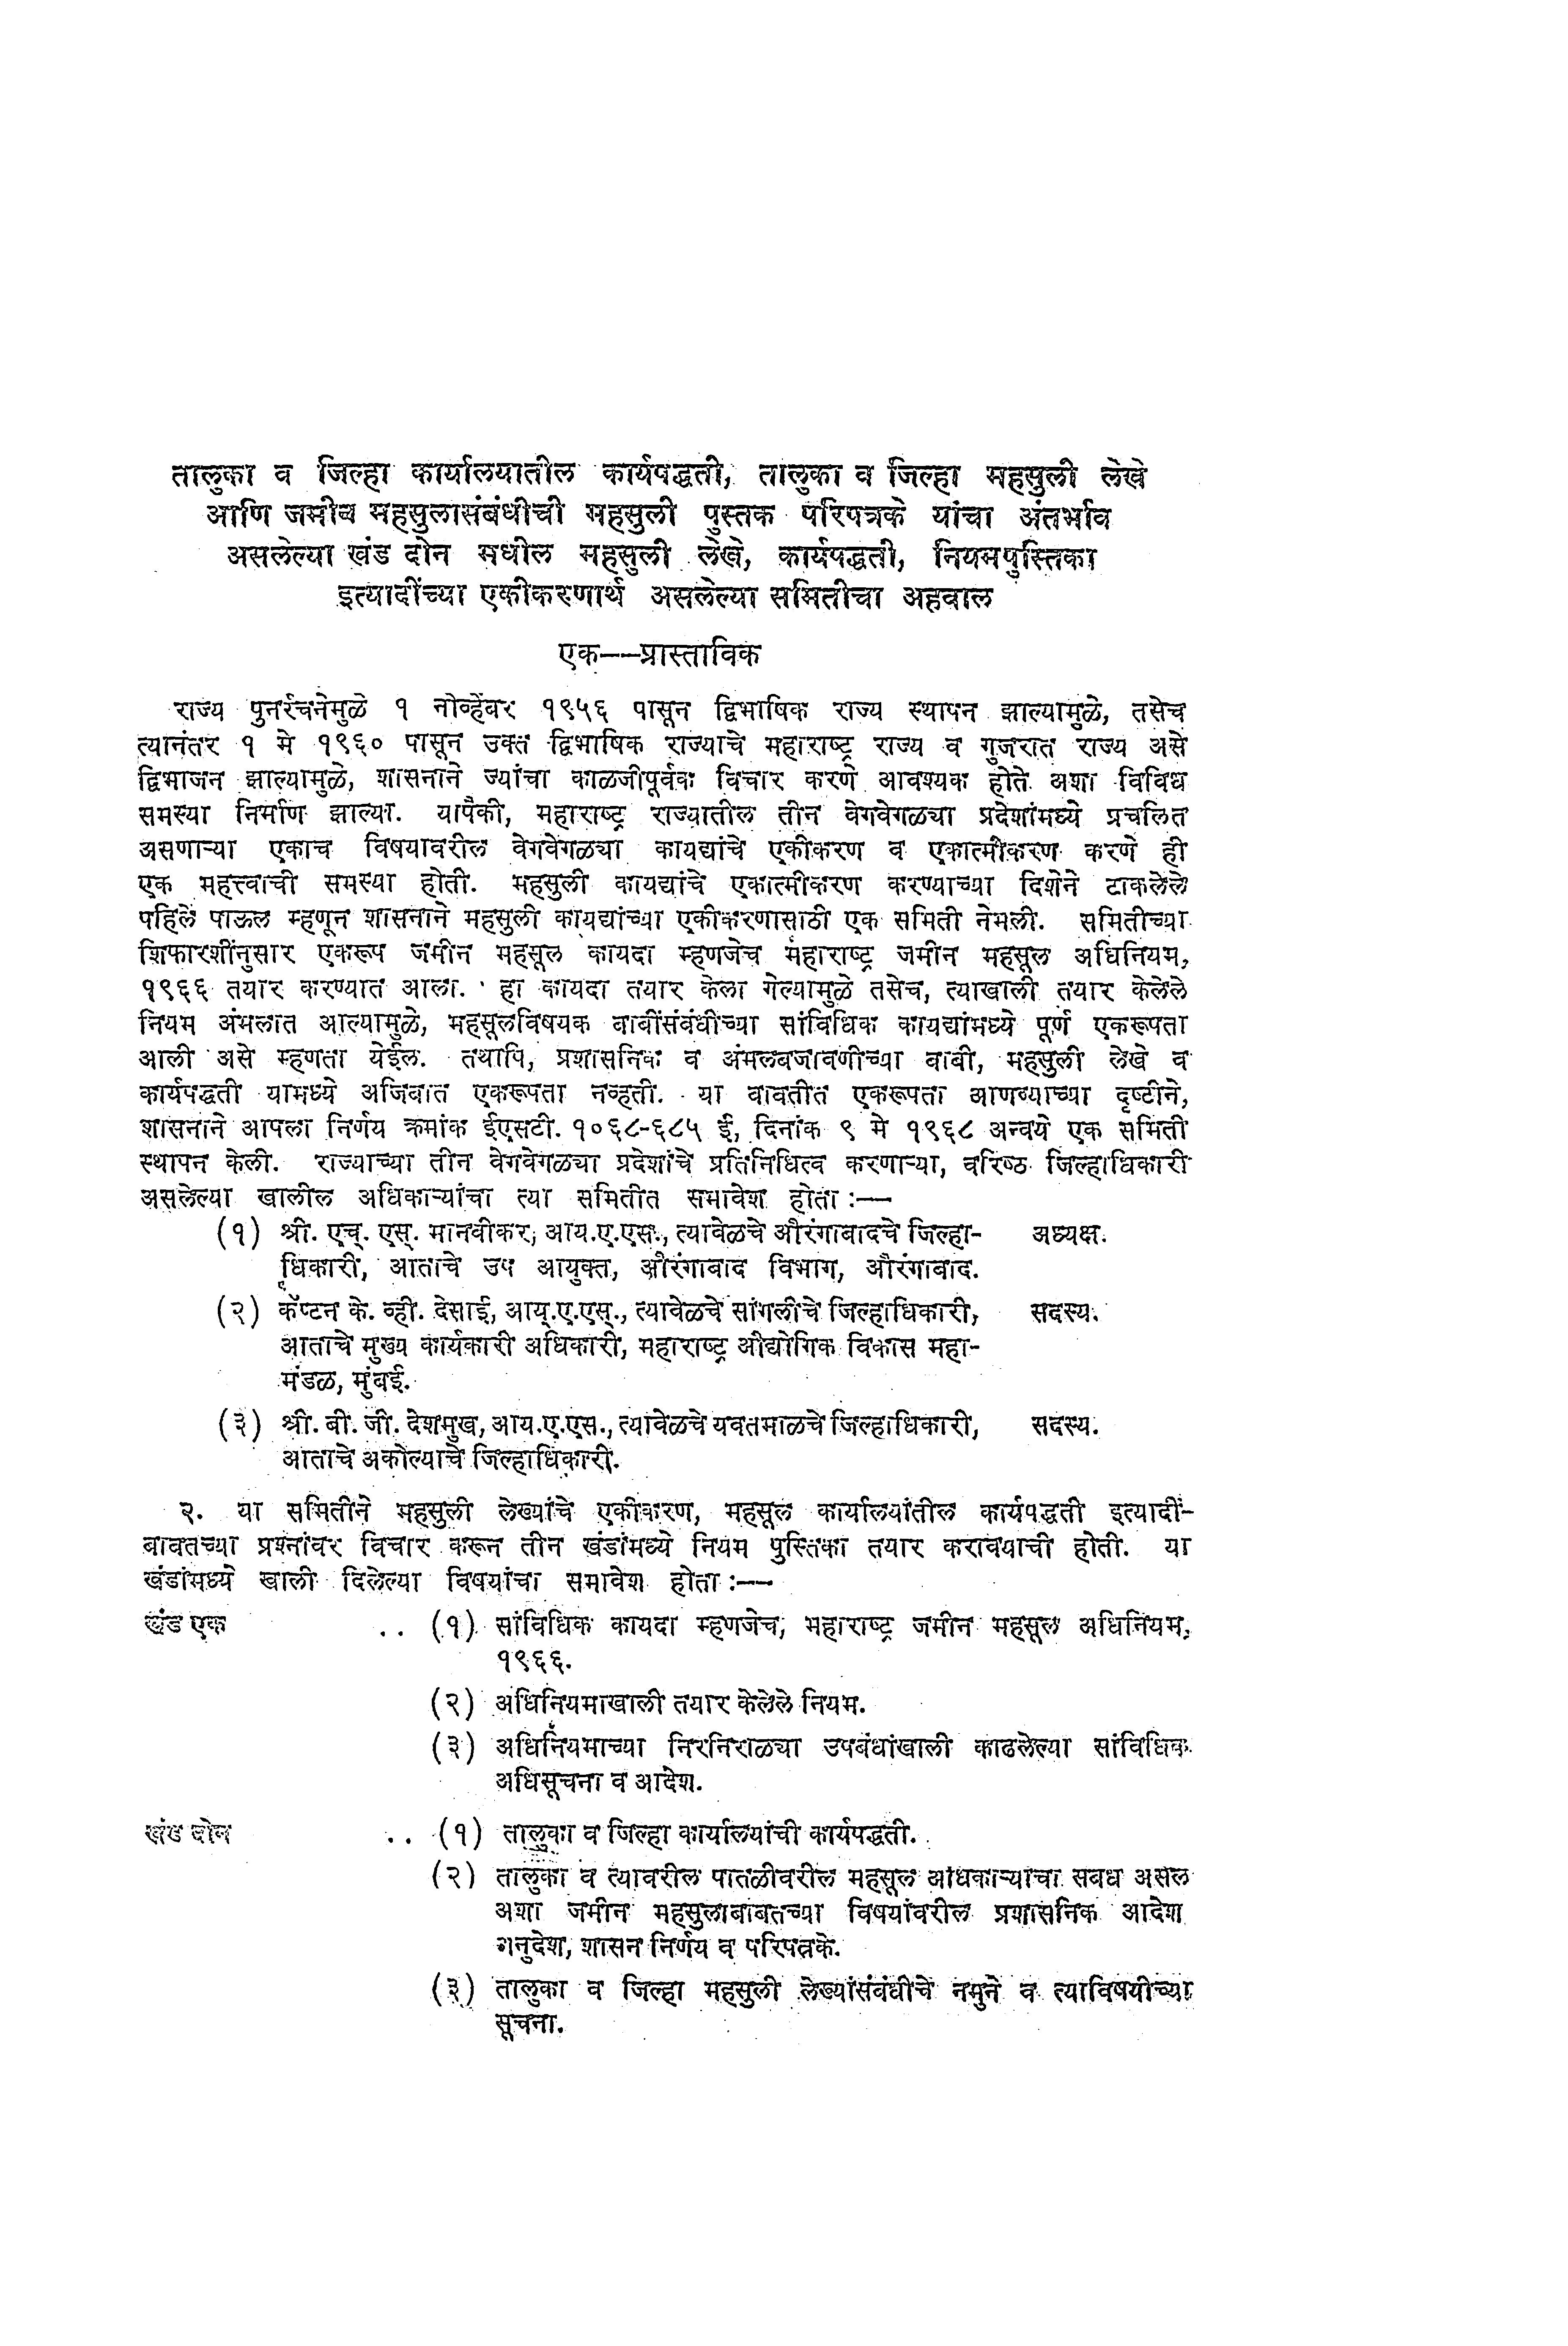 तालुका व जिल्हा कार्यालयातील कार्यपद्धती, तालुका व जिल्हा महसुली लेखे
आणि जमीन महसुलासंबंधीची महसुली पुस्तक परिपत्रके यांचा अंतर्भाव
असलेल्या खंड दोन मधील महसुली लेखे, कार्यपद्धती, नियमपुस्तिका
इत्यादींच्या एकीकरणार्थ असलेल्या समितीचा अहवाल
एक——प्रास्ताविक
राज्य पुनर्रचनेमुळे १ नोव्हेंबर १९५६ पासून द्विभाषिक राज्य स्थापन झाल्यामुळे, तसेच
त्यानंतर १ मे १९६० पासून उक्त द्विभाषिक राज्याचे महाराष्ट्र राज्य व गुजरात राज्य असे
द्विभाजन झाल्यामुळे, शासनाने ज्यांचा काळजीपूर्वक विचार करणे आवश्यक होते अशा विविध
समस्या निर्माण झाल्या. यापैकी, महाराष्ट्र राज्यातील तीन वेगवेगळ्या प्रदेशांमध्ये प्रचलित
असणाऱ्या एकाच विषयावरील वेगवेगळ्या कायद्यांचे एकीकरण व एकात्मीकरण करणे ही
एक महत्त्वाची समस्या होती. महसुली कायद्यांचे एकात्मीकरण करण्याच्या दिशेने टाकलेले
पहिले पाऊल म्हणून शासनाने महसुली कायद्यांच्या एकीकरणासाठी एक समिती नेमली. समितीच्या
शिफारशींनुसार एकरूप जमीन महसूल कायदा म्हणजेच महाराष्ट्र जमीन महसूल अधिनियम,
१९६६ तयार करण्यात आला. हा कायदा तयार केला गेल्यामुळे तसेच, त्याखाली तयार केलेले
नियम अंमलात आल्यामुळे, महसूलविषयक बाबींसंबंधीच्या सांविधिक कायद्यांमध्ये पूर्ण एकरूपता
आली असे म्हणता येईल. तथापि, प्रशासनिक व अंमलबजावणीच्या बाबी, महसुली लेखे व
कार्यपद्धती यामध्ये अजिबात एकरूपता नव्हती. या बाबतीत एकरूपता आणण्याच्या दृष्टीने,
शासनाने आपला निर्णय क्रमांक ईएसटी. १०६८-६८५ ई, दिनांक ९ मे १९६८ अन्वये एक समिती
स्थापन केली. राज्याच्या तीन वेगवेगळ्या प्रदेशांचे प्रतिनिधित्व करणाऱ्या, वरिष्ठ जिल्हाधिकारी
असलेल्या खालील अधिकाऱ्यांचा त्या समितीत समावेश होता :——
(१) श्री. एच्. एस्. मानवीकर, आय.ए.एस., त्यावेळचे औरंगाबादचे जिल्हा- अध्यक्ष.
धिकारी, आताचे उप आयुक्त, औरंगाबाद विभाग, औरंगाबाद.
(२) कॅप्टन के. व्ही. देसाई, आय्.ए.एस्., त्यावेळचे सांगलीचे जिल्हाधिकारी, सदस्य.
आताचे मुख्य कार्यकारी अधिकारी, महाराष्ट्र औद्योगिक विकास महा-
मंडळ, मुंबई.
(३) श्री. बी. जी. देशमुख, आय.ए.एस., त्यावेळचे यवतमाळचे जिल्हाधिकारी, सदस्य.
आताचे अकोल्याचे जिल्हाधिकारी.
२. या समितीने महसुली लेख्यांचे एकीकरण, महसूल कार्यालयांतील कार्यपद्धती इत्यादीं-
बाबतच्या प्रश्नांवर विचार करून तीन खंडांमध्ये नियम पुस्तिका तयार करावयाची होती. या
खंडांमध्ये खाली दिलेल्या विषयांचा समावेश होता :——
खंड एक .. (१) सांविधिक कायदा म्हणजेच, महाराष्ट्र जमीन महसूल अधिनियम,
१९६६.
(२) अधिनियमाखाली तयार केलेले नियम.
(३) अधिनियमाच्या निरनिराळ्या उपबंधांखाली काढलेल्या सांविधिक
अधिसूचना व आदेश.
खंड दोन .. (१) तालुका व जिल्हा कार्यालयांची कार्यपद्धती.
(२) तालुका व त्यावरील पातळीवरील महसूल अधिकाऱ्यांचा संबंध असेल
अशा जमीन महसुलाबाबतच्या विषयांवरील प्रशासनिक आदेश
अनुदेश, शासन निर्णय व परिपत्रके.
(३) तालुका व जिल्हा महसुली लेख्यांसंबंधीचे नमुने व त्याविषयीच्या
सूचना.